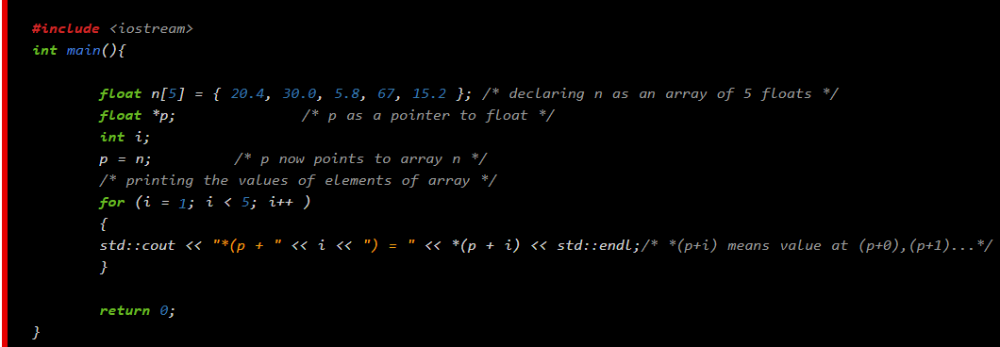 #include <iostream>
int main(){
float n[5] = { 20.4, 30.0, 5.8, 67, 15.2 }; /* declaring n as an array of 5 floats */
float *p; /* p as a pointer to float */
int i;
p = n; /* p now points to array n */
/* printing the values of elements of array */
for (i = 1; i < 5; i++ )
{
std::cout << "*(p + " << i << ") = " << *(p + i) << std::endl;/* *(p+i) means value at (p+0),(p+1)...*/
}
return 0;
}